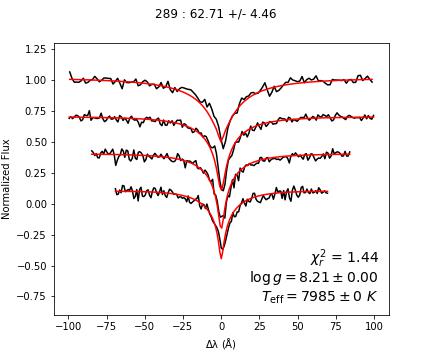 289 : 62.71 +/- 4.46
1.25
1.00
0.75
0.50
0.25
0.00
−0.25
−0.50
−0.75
Normalized Flux
χ²ᵣ = 1.44
log g = 8.21 ± 0.00
T_eff = 7985 ± 0 K
−100 −75 −50 −25 0 25 50 75 100
Δλ (Å)